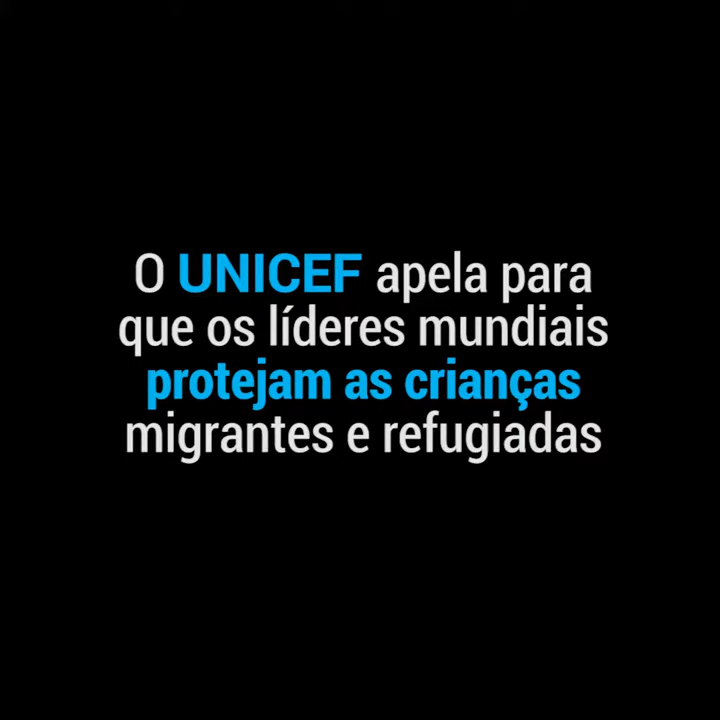 O UNICEF apela para
que os líderes mundiais
protejam as crianças
migrantes e refugiadas